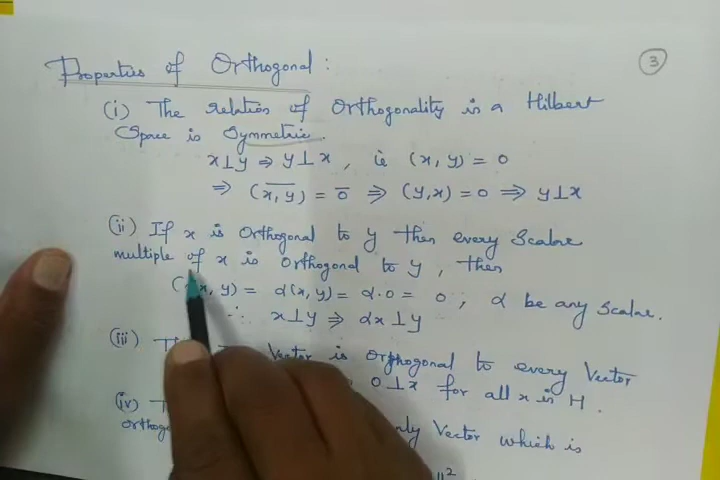 3
Properties of Orthogonal :
(i) The relation of Orthogonality is a Hilbert
Space is Symmetric.
x⊥y ⇒ y⊥x , ie (x, y) = 0
⇒ (x̅,̅ y̅) = 0̅ ⇒ (y,x) = 0 ⇒ y⊥x
(ii) If x is Orthogonal to y then every Scalar
multiple of x is Orthogonal to y , then
x, y) = α(x, y) = α.0 = 0 , α be any Scalar.
∴ x⊥y ⇒ αx⊥y
(iii) Vector is Orthogonal to every Vector
0⊥x for all x in H.
(iv) only Vector which is